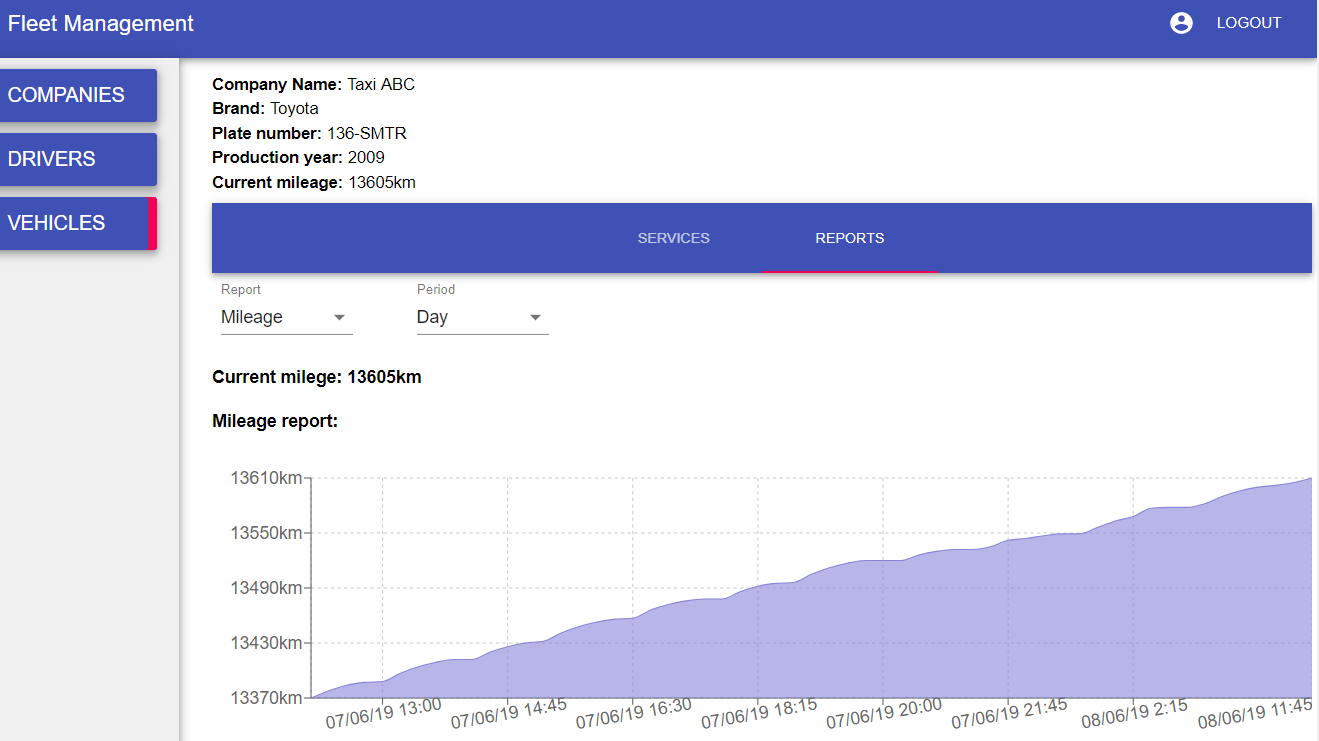 Fleet Management
LOGOUT
COMPANIES
DRIVERS
VEHICLES
Company Name: Taxi ABC
Brand: Toyota
Plate number: 136-SMTR
Production year: 2009
Current mileage: 13605km
SERVICES REPORTS
Report Period
Mileage Day
Current milege: 13605km
Mileage report:
13610km
13550km
13490km
13430km
13370km
07/06/19 13:00 07/06/19 14:45 07/06/19 16:30 07/06/19 18:15 07/06/19 20:00 07/06/19 21:45 08/06/19 2:15 08/06/19 11:45